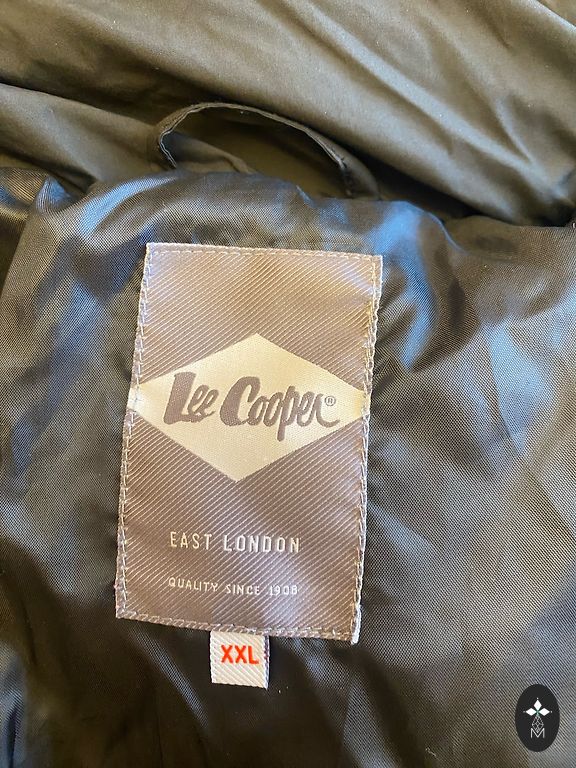 Lee Cooper®
EAST LONDON
QUALITY SINCE 1908
XXL
M